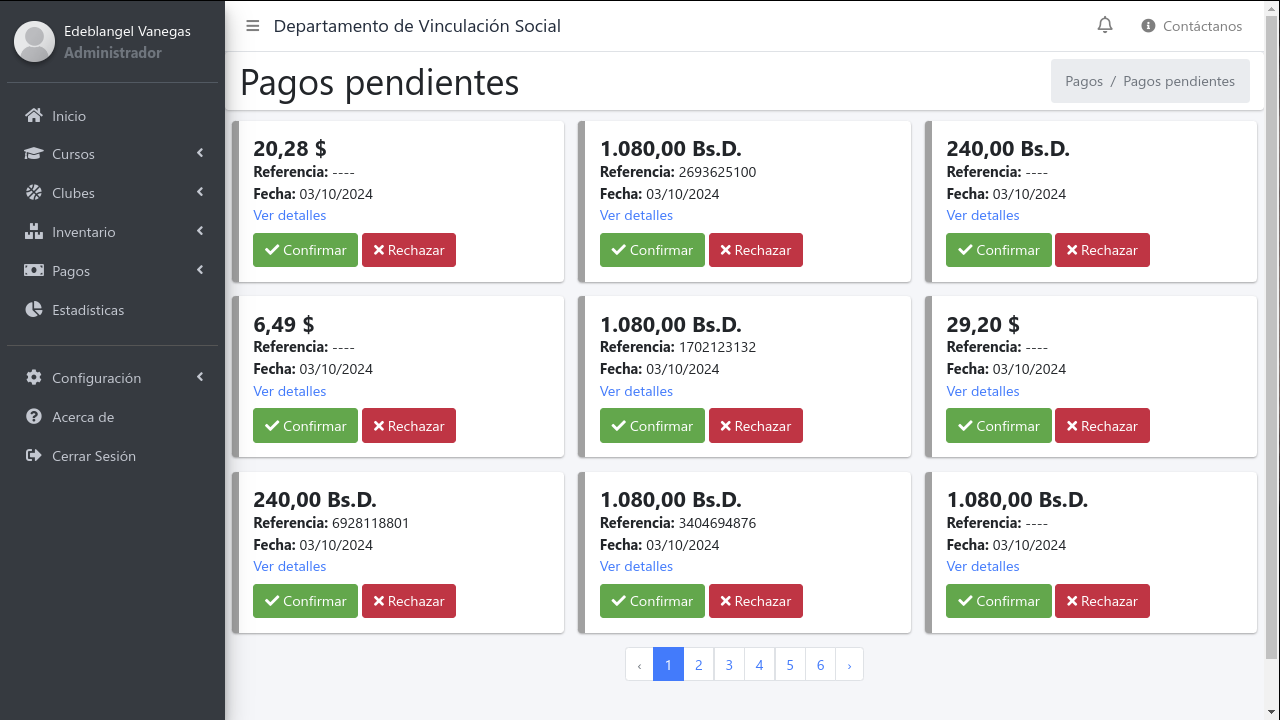 Edeblangel Vanegas
Administrador
Inicio
Cursos
Clubes
Inventario
Pagos
Estadísticas
Configuración
Acerca de
Cerrar Sesión
Departamento de Vinculación Social
Contáctanos
Pagos pendientes
Pagos / Pagos pendientes
20,28 $
Referencia: ----
Fecha: 03/10/2024
Ver detalles
Confirmar Rechazar
1.080,00 Bs.D.
Referencia: 2693625100
Fecha: 03/10/2024
Ver detalles
Confirmar Rechazar
240,00 Bs.D.
Referencia: ----
Fecha: 03/10/2024
Ver detalles
Confirmar Rechazar
6,49 $
Referencia: ----
Fecha: 03/10/2024
Ver detalles
Confirmar Rechazar
1.080,00 Bs.D.
Referencia: 1702123132
Fecha: 03/10/2024
Ver detalles
Confirmar Rechazar
29,20 $
Referencia: ----
Fecha: 03/10/2024
Ver detalles
Confirmar Rechazar
240,00 Bs.D.
Referencia: 6928118801
Fecha: 03/10/2024
Ver detalles
Confirmar Rechazar
1.080,00 Bs.D.
Referencia: 3404694876
Fecha: 03/10/2024
Ver detalles
Confirmar Rechazar
1.080,00 Bs.D.
Referencia: ----
Fecha: 03/10/2024
Ver detalles
Confirmar Rechazar
‹ 1 2 3 4 5 6 ›